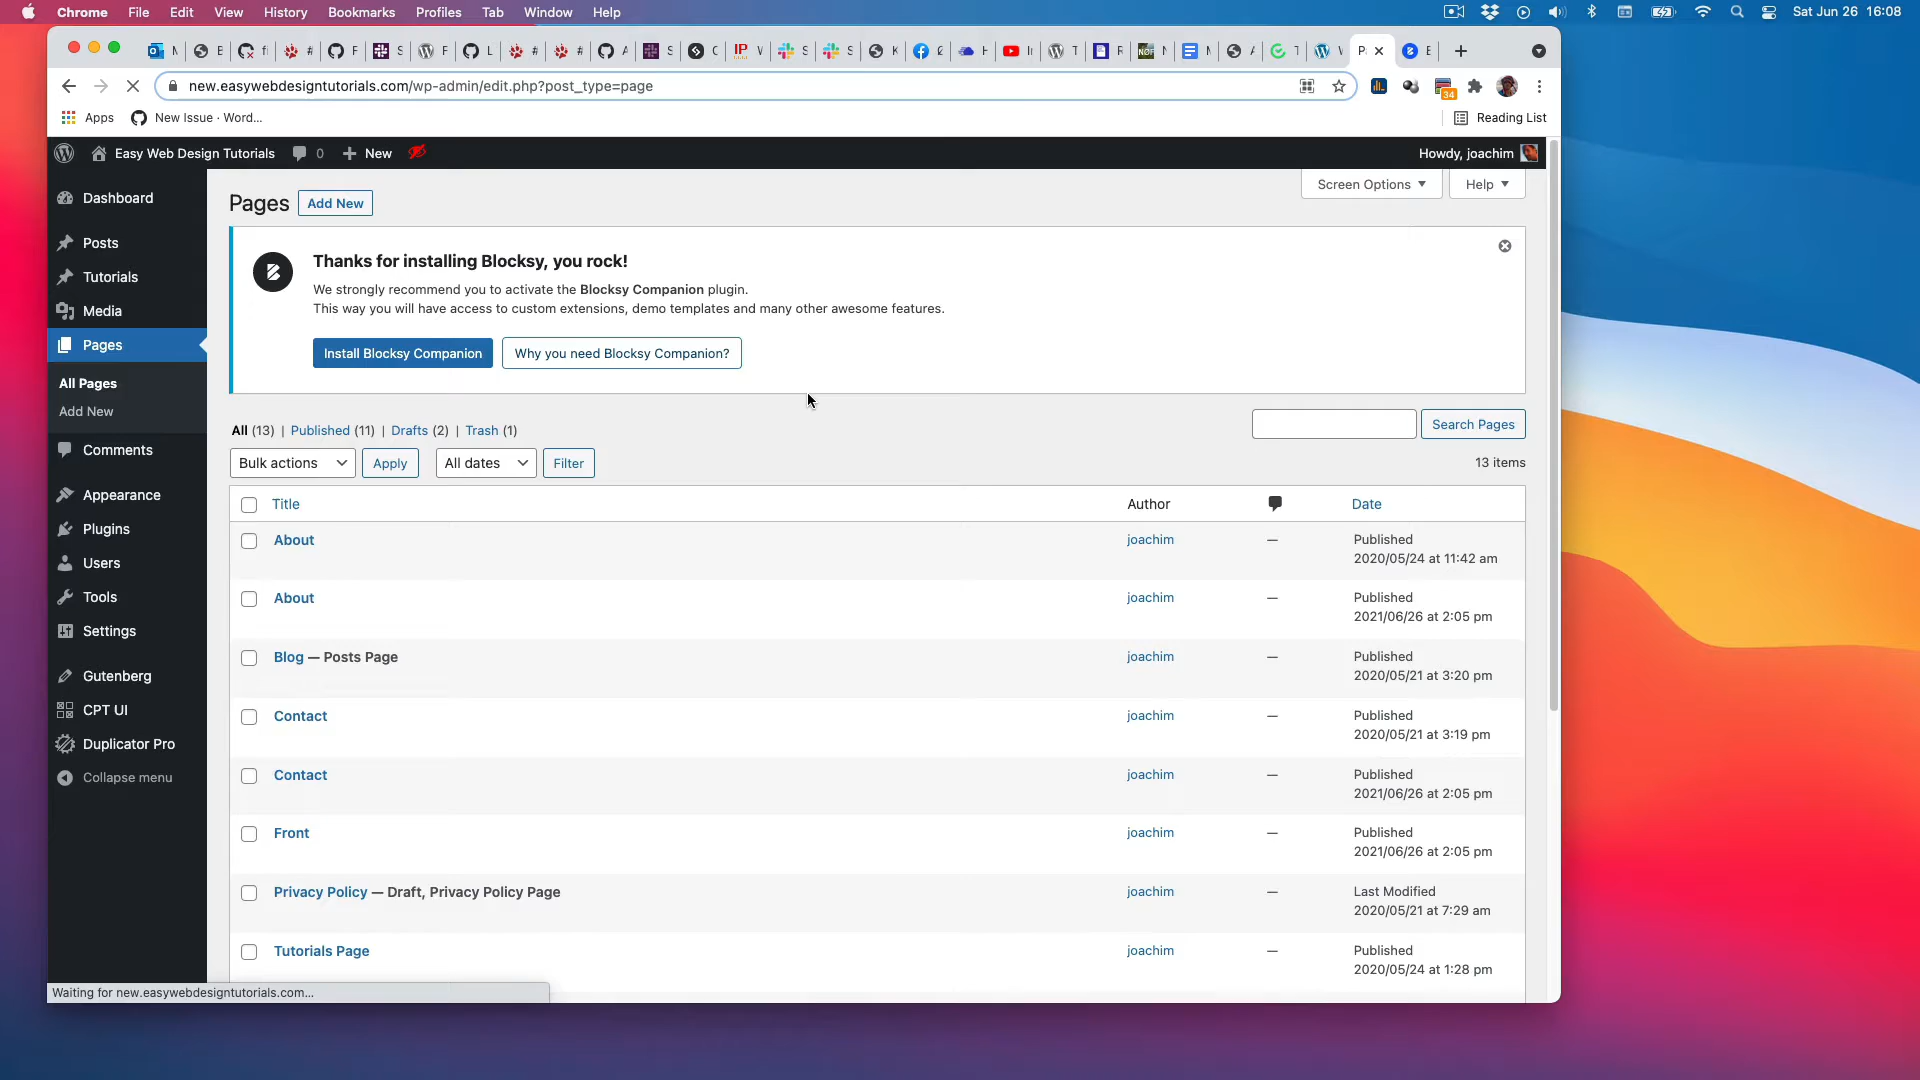 Chrome File Edit View History Bookmarks Profiles Tab Window Help Sat Jun 26 16:08
new.easywebdesigntutorials.com/wp-admin/edit.php?post_type=page
34
Apps New Issue · Word... Reading List
Easy Web Design Tutorials 0 New Howdy, joachim
Screen Options Help
Pages Add New
Dashboard
Posts
Tutorials
Media
Pages
All Pages
Add New
Comments
Appearance
Plugins
Users
Tools
Settings
Gutenberg
CPT UI
Duplicator Pro
Collapse menu
Thanks for installing Blocksy, you rock!
We strongly recommend you to activate the Blocksy Companion plugin.
This way you will have access to custom extensions, demo templates and many other awesome features.
Install Blocksy Companion Why you need Blocksy Companion?
All (13) | Published (11) | Drafts (2) | Trash (1)
Search Pages
Bulk actions Apply All dates Filter 13 items
Title Author Date
About joachim — Published
2020/05/24 at 11:42 am
About joachim — Published
2021/06/26 at 2:05 pm
Blog — Posts Page joachim — Published
2020/05/21 at 3:20 pm
Contact joachim — Published
2020/05/21 at 3:19 pm
Contact joachim — Published
2021/06/26 at 2:05 pm
Front joachim — Published
2021/06/26 at 2:05 pm
Privacy Policy — Draft, Privacy Policy Page joachim — Last Modified
2020/05/21 at 7:29 am
Tutorials Page joachim — Published
2020/05/24 at 1:28 pm
Waiting for new.easywebdesigntutorials.com...